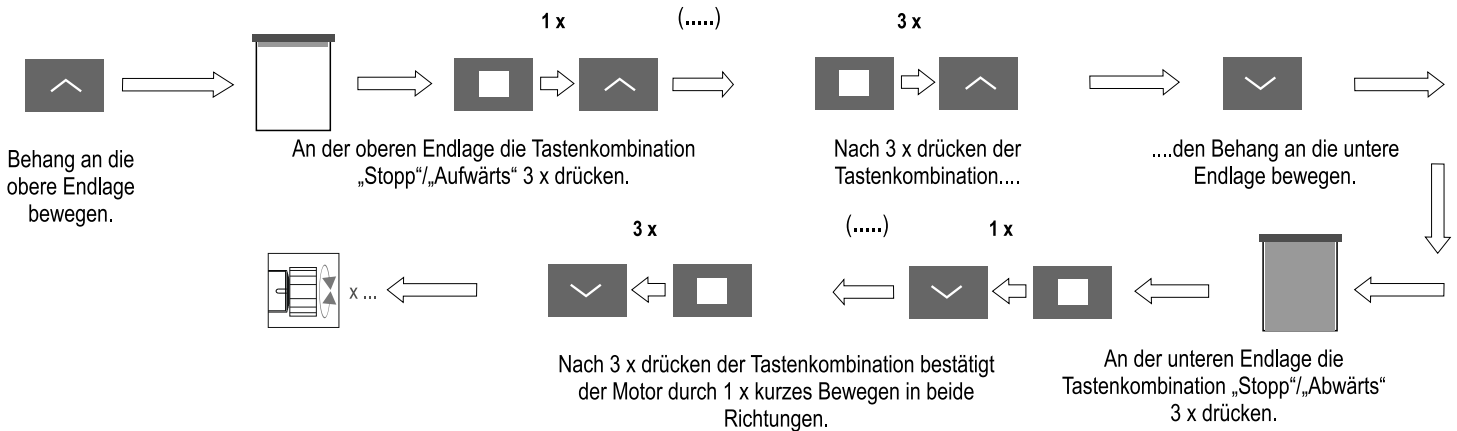 1 x
(.....)
3 x
Behang an die
obere Endlage
bewegen.
An der oberen Endlage die Tastenkombination
„Stopp“/„Aufwärts“ 3 x drücken.
Nach 3 x drücken der
Tastenkombination....
....den Behang an die untere
Endlage bewegen.
3 x
(.....)
1 x
x ...
Nach 3 x drücken der Tastenkombination bestätigt
der Motor durch 1 x kurzes Bewegen in beide
Richtungen.
An der unteren Endlage die
Tastenkombination „Stopp“/„Abwärts“
3 x drücken.